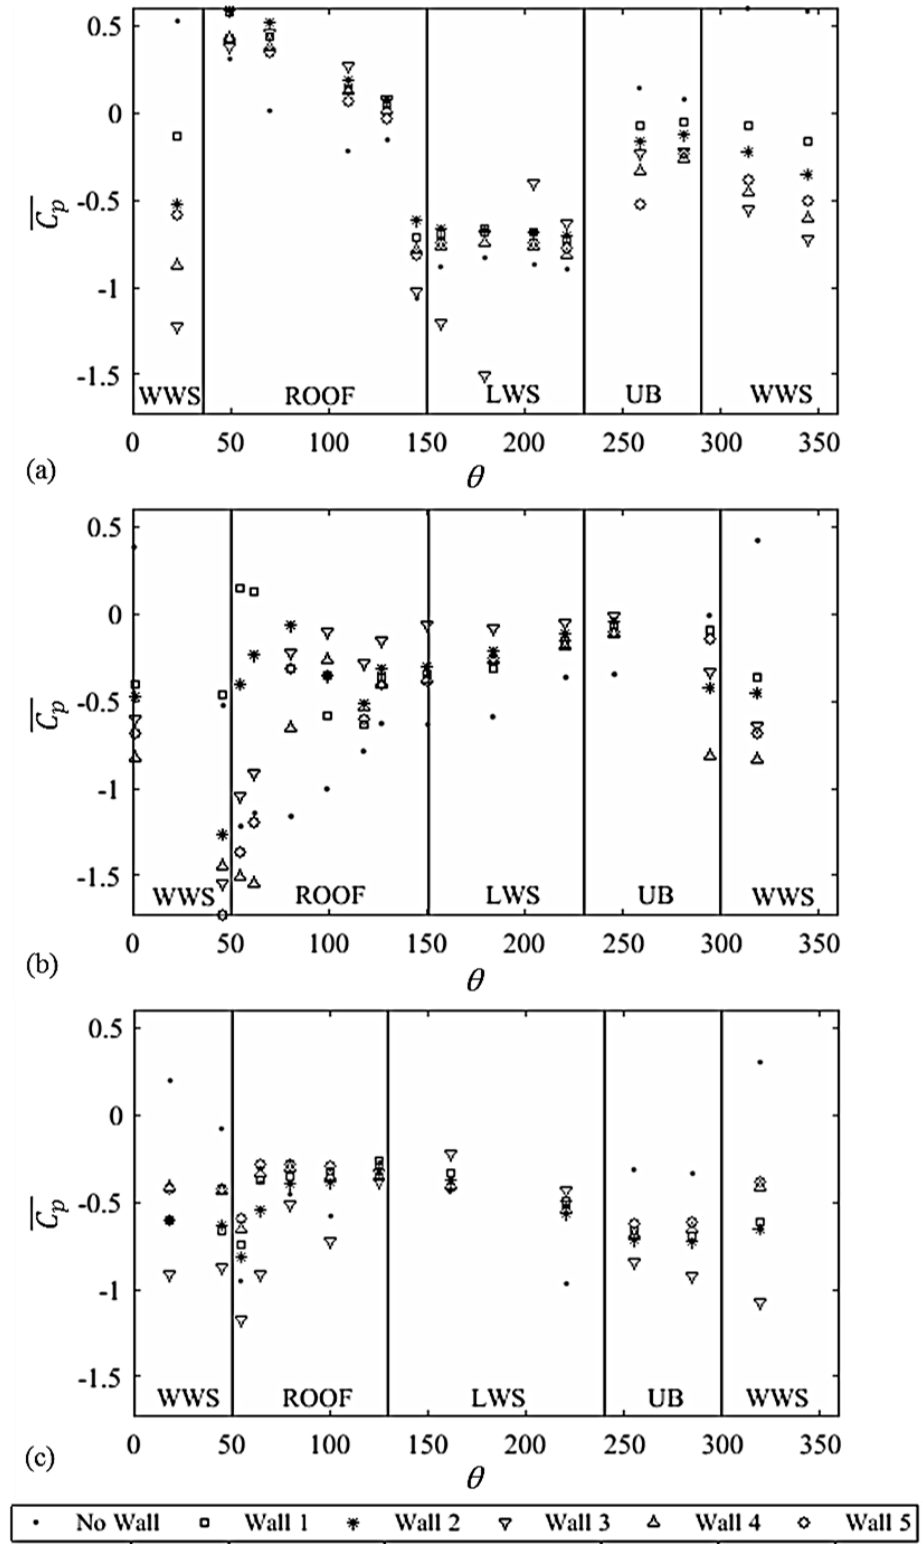 0.5
0
-0.5
-1
-1.5
C̅p
WWS ROOF LWS UB WWS
0 50 100 150 200 250 300 350
(a)
θ
0.5
0
-0.5
-1
-1.5
C̅p
WWS ROOF LWS UB WWS
0 50 100 150 200 250 300 350
(b)
θ
0.5
0
-0.5
-1
-1.5
C̅p
WWS ROOF LWS UB WWS
0 50 100 150 200 250 300 350
(c)
θ
No Wall Wall 1 Wall 2 Wall 3 Wall 4 Wall 5